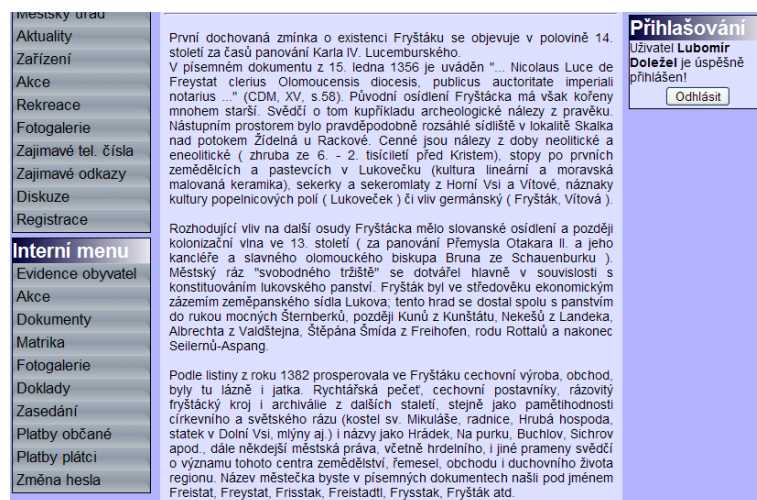 Městský úřad
Aktuality
Zařízení
Akce
Rekreace
Fotogalerie
Zajímavé tel. čísla
Zajímavé odkazy
Diskuze
Registrace
Interní menu
Evidence obyvatel
Akce
Dokumenty
Matrika
Fotogalerie
Doklady
Zasedání
Platby občané
Platby plátci
Změna hesla
První dochovaná zmínka o existenci Fryštáku se objevuje v polovině 14.
století za časů panování Karla IV. Lucemburského.
V písemném dokumentu z 15. ledna 1356 je uváděn "... Nicolaus Luce de
Freystat clerius Olomoucensis diocesis, publicus auctoritate imperiali
notarius ..." (CDM, XV, s.58). Původní osídlení Fryštácka má však kořeny
mnohem starší. Svědčí o tom kupříkladu archeologické nálezy z pravěku.
Nástupním prostorem bylo pravděpodobně rozsáhlé sídliště v lokalitě Skalka
nad potokem Žídelná u Rackové. Cenné jsou nálezy z doby neolitické a
eneolitické ( zhruba ze 6. - 2. tisíciletí před Kristem), stopy po prvních
zemědělcích a pastevcích v Lukovečku (kultura lineární a moravská
malovaná keramika), sekerky a sekeromlaty z Horní Vsi a Vítové, náznaky
kultury popelnicových polí ( Lukoveček ) či vliv germánský ( Fryšták, Vítová ).
Rozhodující vliv na další osudy Fryštácka mělo slovanské osídlení a později
kolonizační vlna ve 13. století ( za panování Přemysla Otakara II. a jeho
kancléře a slavného olomouckého biskupa Bruna ze Schauenburku ).
Městský ráz "svobodného tržiště" se dotvářel hlavně v souvislosti s
konstituováním lukovského panství. Fryšták byl ve středověku ekonomickým
zázemím zeměpanského sídla Lukova; tento hrad se dostal spolu s panstvím
do rukou mocných Šternberků, později Kunů z Kunštátu, Nekešů z Landeka,
Albrechta z Valdštejna, Štěpána Šmída z Freihofen, rodu Rottalů a nakonec
Seilernů-Aspang.
Podle listiny z roku 1382 prosperovala ve Fryštáku cechovní výroba, obchod,
byly tu lázně i jatka. Rychtářská pečeť, cechovní postavníky, rázovitý
fryštácký kroj i archiválie z dalších staletí, stejně jako pamětihodnosti
církevního a světského rázu (kostel sv. Mikuláše, radnice, Hrubá hospoda,
statek v Dolní Vsi, mlýny aj.) i názvy jako Hrádek, Na purku, Buchlov, Sichrov
apod., dále někdejší městská práva, včetně hrdelního, i jiné prameny svědčí
o významu tohoto centra zemědělství, řemesel, obchodu i duchovního života
regionu. Název městečka byste v písemných dokumentech našli pod jménem
Freistat, Freystat, Frisstak, Freistadtl, Frysstak, Fryšták atd.
Přihlašování
Uživatel Lubomír
Doležel je úspěšně
přihlášen!
Odhlásit